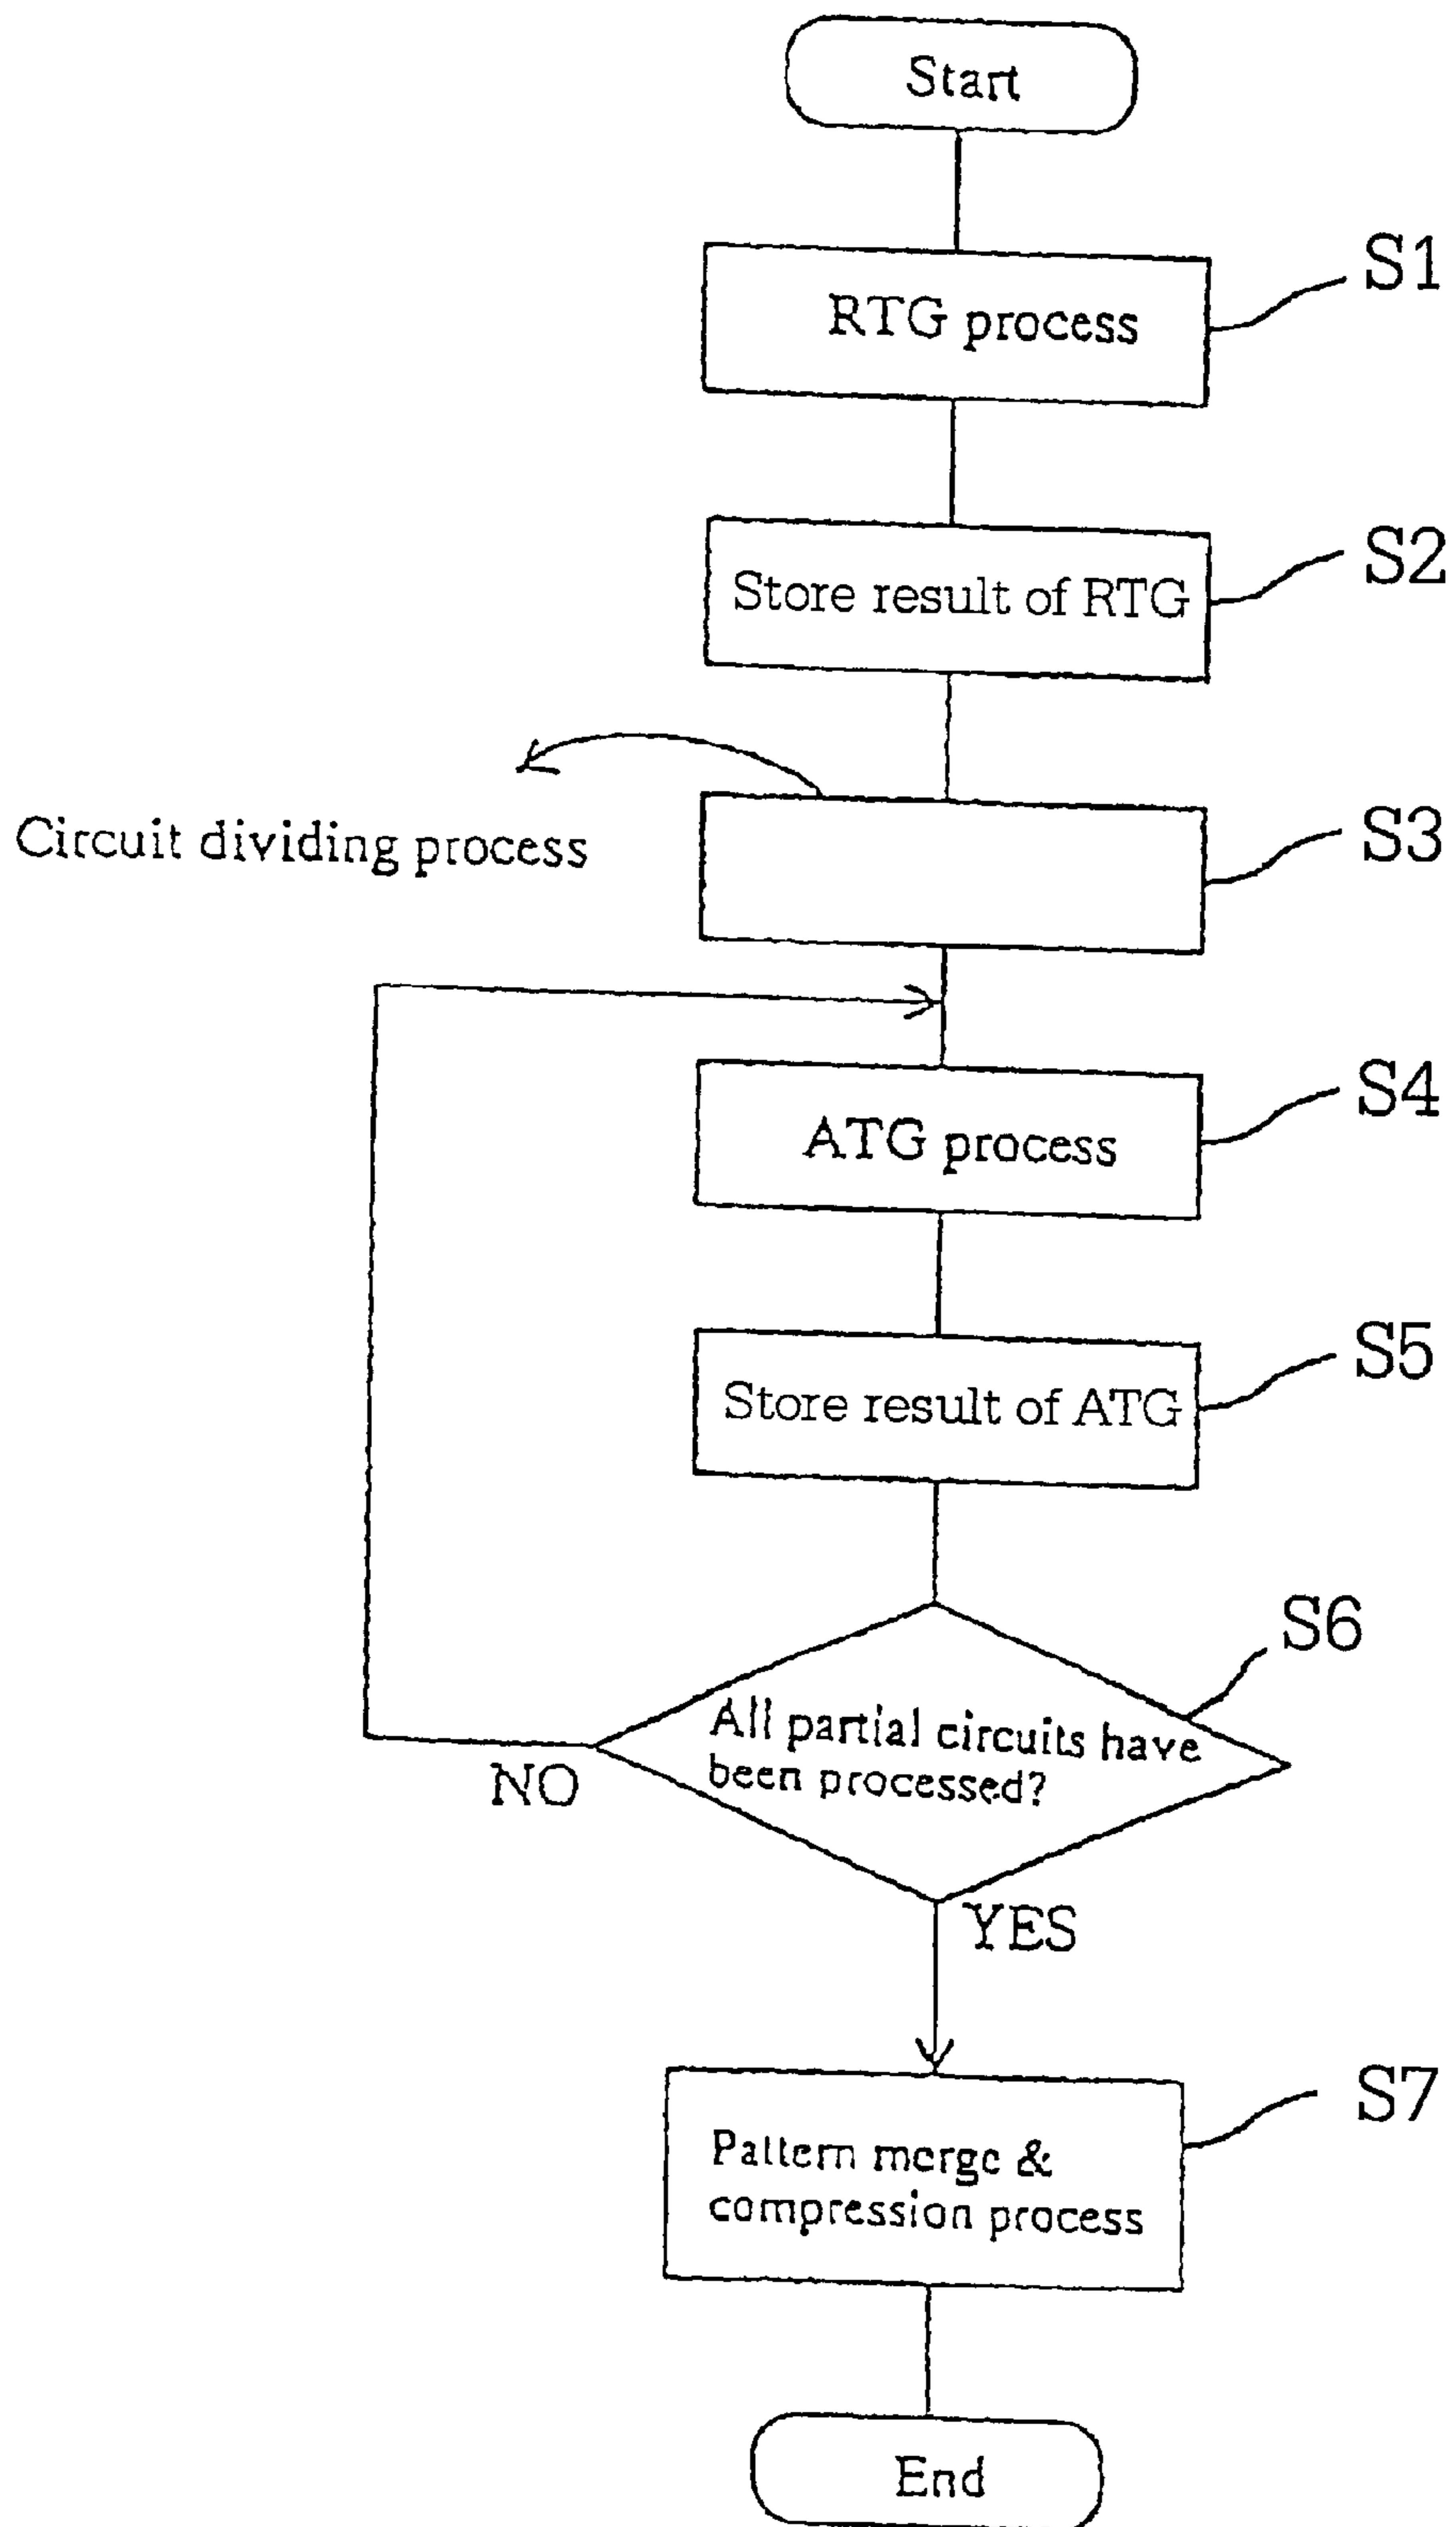 Start
RTG process
S1
Store result of RTG
S2
Circuit dividing process
S3
ATG process
S4
Store result of ATG
S5
S6
All partial circuits have
been processed?
NO
YES
Pattern merge &
compression process
S7
End